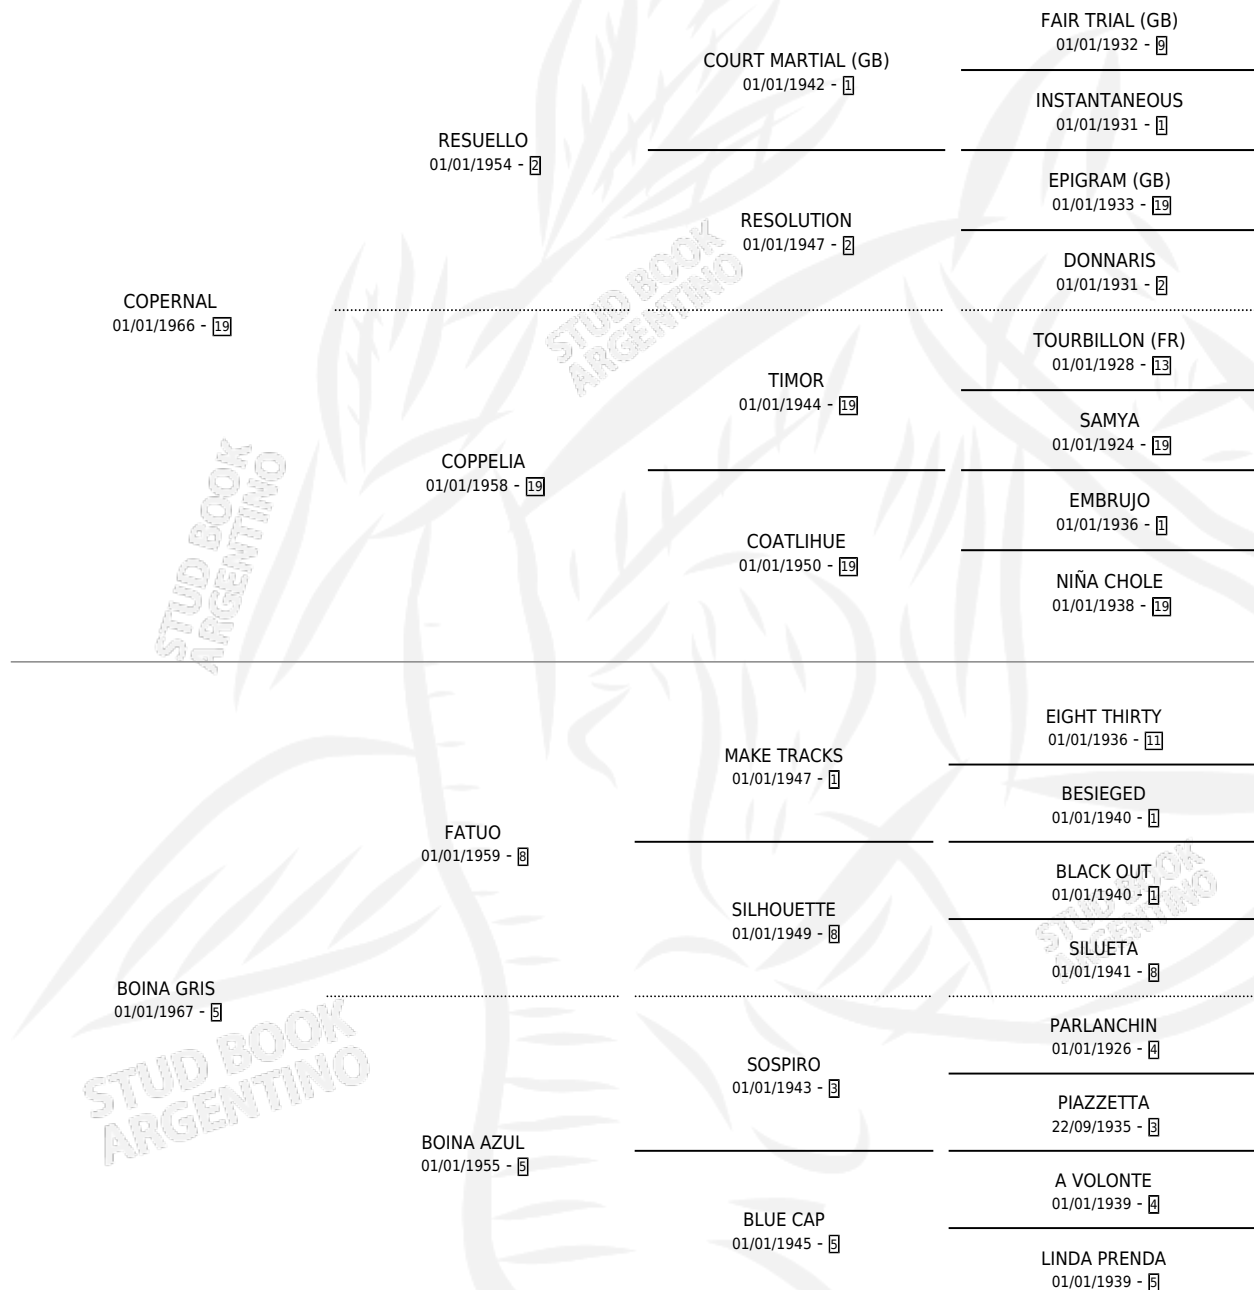 FAIR TRIAL (GB)
01/01/1932 - 9
COURT MARTIAL (GB)
01/01/1942 - 1
INSTANTANEOUS
01/01/1931 - 1
RESUELLO
01/01/1954 - 2
EPIGRAM (GB)
01/01/1933 - 19
RESOLUTION
01/01/1947 - 2
DONNARIS
01/01/1931 - 2
COPERNAL
01/01/1966 - 19
TOURBILLON (FR)
01/01/1928 - 13
TIMOR
01/01/1944 - 19
SAMYA
01/01/1924 - 19
COPPELIA
01/01/1958 - 19
EMBRUJO
01/01/1936 - 1
COATLIHUE
01/01/1950 - 19
NIÑA CHOLE
01/01/1938 - 19
EIGHT THIRTY
01/01/1936 - 11
MAKE TRACKS
01/01/1947 - 1
BESIEGED
01/01/1940 - 1
FATUO
01/01/1959 - 8
BLACK OUT
01/01/1940 - 1
SILHOUETTE
01/01/1949 - 8
SILUETA
01/01/1941 - 8
BOINA GRIS
01/01/1967 - 5
PARLANCHIN
01/01/1926 - 4
SOSPIRO
01/01/1943 - 3
PIAZZETTA
22/09/1935 - 3
BOINA AZUL
01/01/1955 - 5
A VOLONTE
01/01/1939 - 4
BLUE CAP
01/01/1945 - 5
LINDA PRENDA
01/01/1939 - 5
STUD BOOK
ARGENTINO
STUD BOOK
ARGENTINO
STUD BOOK
ARGENTINO
STUD BOOK
ARGENTINO